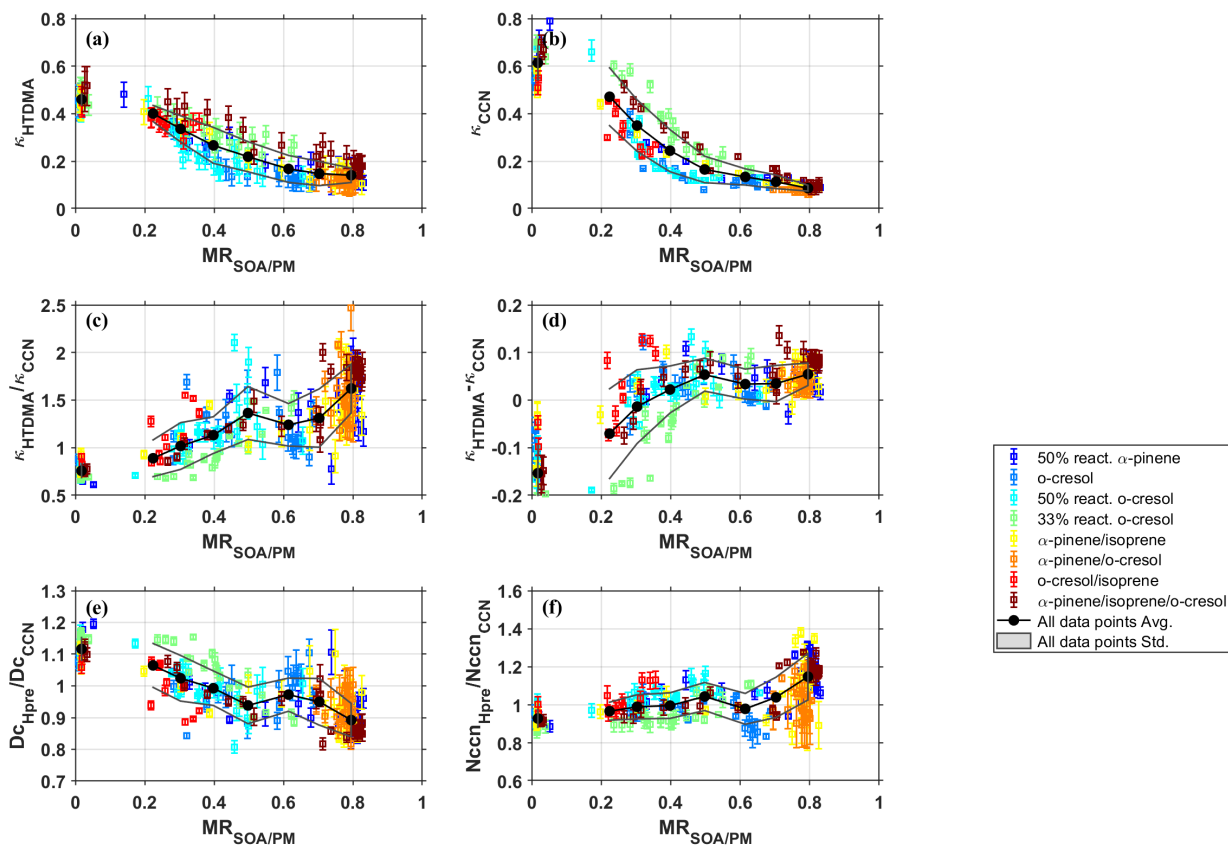 (a)
κHTDMA
0.8
0.6
0.4
0.2
0
0 0.2 0.4 0.6 0.8 1
MRSOA/PM
(b)
κCCN
0.8
0.6
0.4
0.2
0
0 0.2 0.4 0.6 0.8 1
MRSOA/PM
(c)
κHTDMA/κCCN
2.5
2
1.5
1
0.5
0 0.2 0.4 0.6 0.8 1
MRSOA/PM
(d)
κHTDMA-κCCN
0.2
0.1
0
-0.1
-0.2
0 0.2 0.4 0.6 0.8 1
MRSOA/PM
(e)
DcHpre/DcCCN
1.3
1.2
1.1
1
0.9
0.8
0.7
0 0.2 0.4 0.6 0.8 1
MRSOA/PM
(f)
NccnHpre/NccnCCN
1.6
1.4
1.2
1
0.8
0.6
0 0.2 0.4 0.6 0.8 1
MRSOA/PM
50% react. α-pinene
o-cresol
50% react. o-cresol
33% react. o-cresol
α-pinene/isoprene
α-pinene/o-cresol
o-cresol/isoprene
α-pinene/isoprene/o-cresol
All data points Avg.
All data points Std.